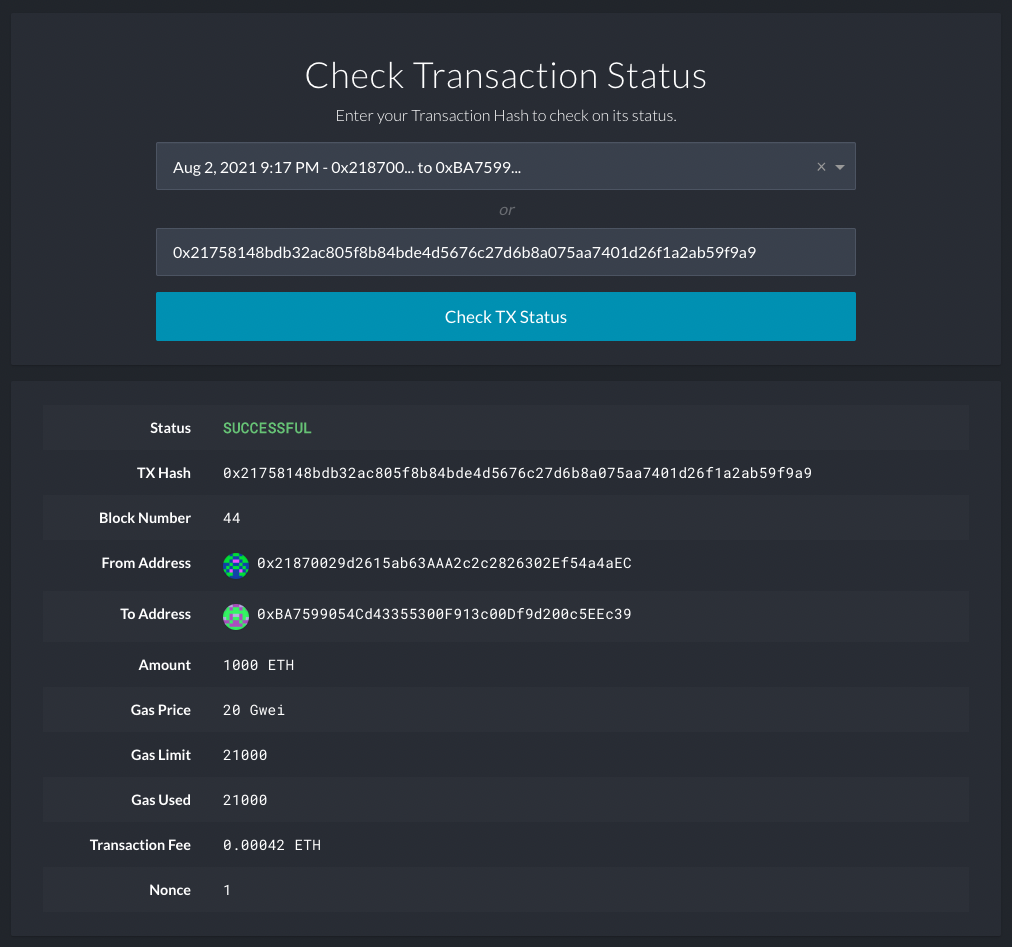 Check Transaction Status
Enter your Transaction Hash to check on its status.
Aug 2, 2021 9:17 PM - 0x218700... to 0xBA7599...
or
0x21758148bdb32ac805f8b84bde4d5676c27d6b8a075aa7401d26f1a2ab59f9a9
Check TX Status
Status SUCCESSFUL
TX Hash 0x21758148bdb32ac805f8b84bde4d5676c27d6b8a075aa7401d26f1a2ab59f9a9
Block Number 44
From Address 0x21870029d2615ab63AAA2c2c2826302Ef54a4aEC
To Address 0xBA7599054Cd43355300F913c00Df9d200c5EEc39
Amount 1000 ETH
Gas Price 20 Gwei
Gas Limit 21000
Gas Used 21000
Transaction Fee 0.00042 ETH
Nonce 1